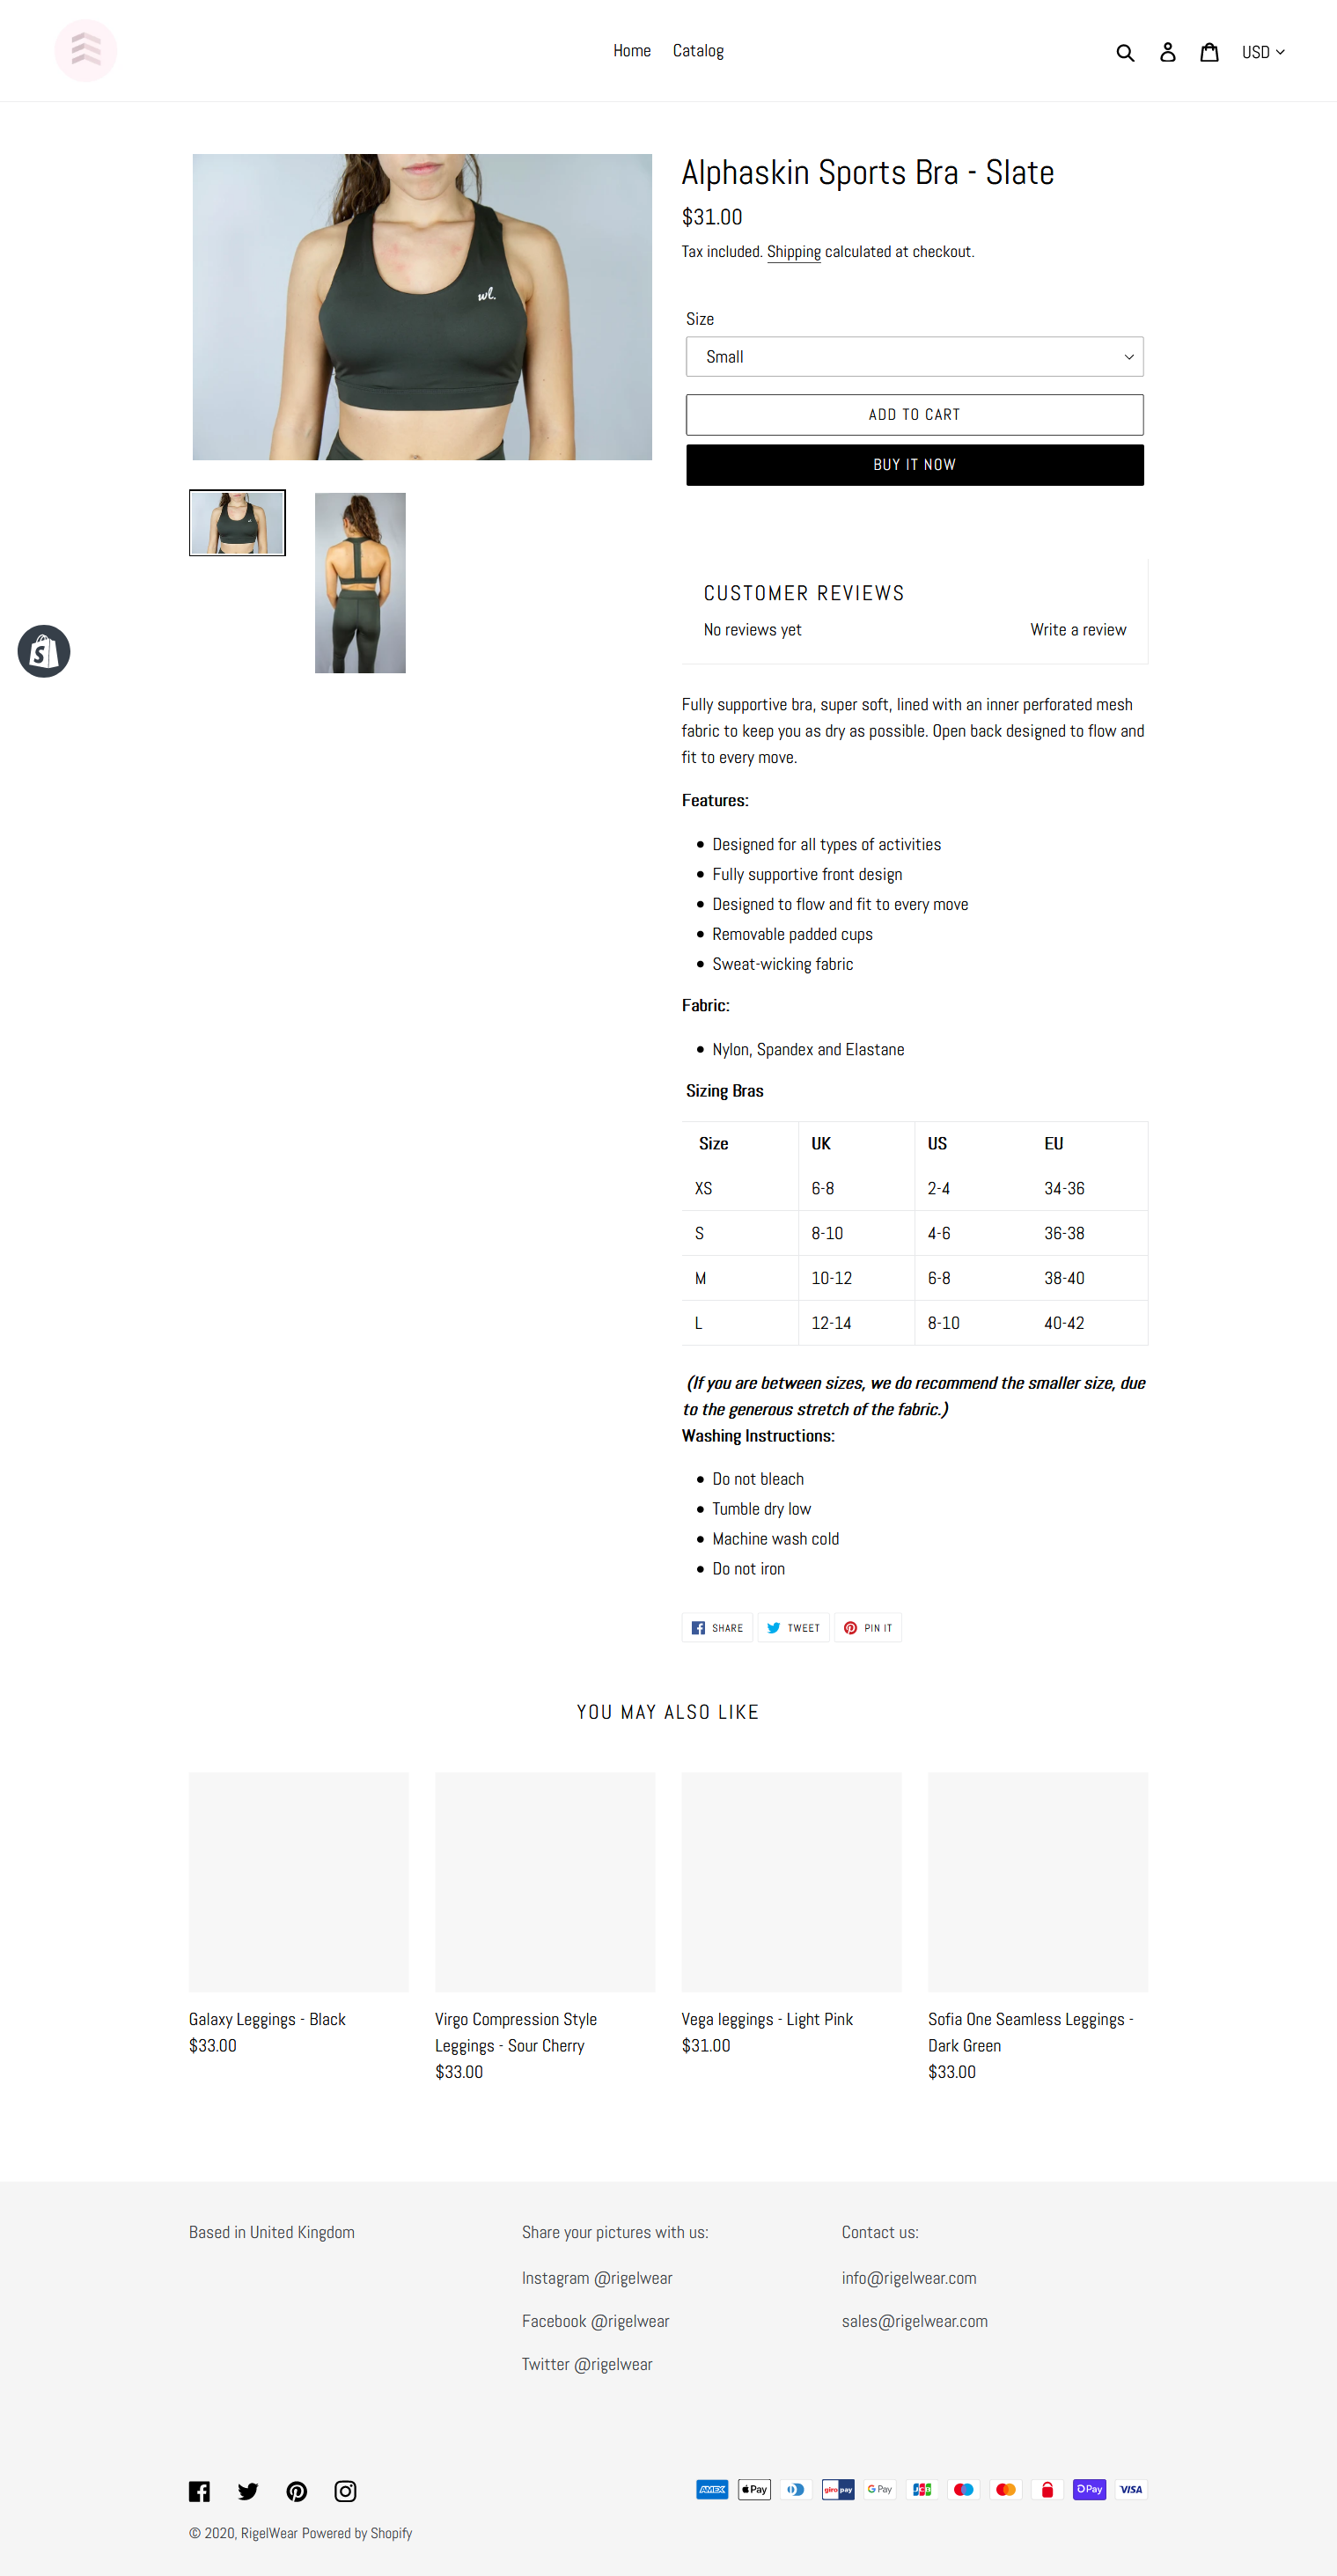 Home Catalog
USD
Alphaskin Sports Bra - Slate
$31.00
Tax included. Shipping calculated at checkout.
wl.
Size
Small
ADD TO CART
BUY IT NOW
CUSTOMER REVIEWS
No reviews yet Write a review
Fully supportive bra, super soft, lined with an inner perforated mesh
fabric to keep you as dry as possible. Open back designed to flow and
fit to every move.
Features:
Designed for all types of activities
Fully supportive front design
Designed to flow and fit to every move
Removable padded cups
Sweat-wicking fabric
Fabric:
Nylon, Spandex and Elastane
Sizing Bras
Size UK US EU
XS 6-8 2-4 34-36
S 8-10 4-6 36-38
M 10-12 6-8 38-40
L 12-14 8-10 40-42
(If you are between sizes, we do recommend the smaller size, due
to the generous stretch of the fabric.)
Washing Instructions:
Do not bleach
Tumble dry low
Machine wash cold
Do not iron
SHARE TWEET PIN IT
YOU MAY ALSO LIKE
Galaxy Leggings - Black
$33.00
Virgo Compression Style
Leggings - Sour Cherry
$33.00
Vega leggings - Light Pink
$31.00
Sofia One Seamless Leggings -
Dark Green
$33.00
Based in United Kingdom
Share your pictures with us:
Instagram @rigelwear
Facebook @rigelwear
Twitter @rigelwear
Contact us:
info@rigelwear.com
sales@rigelwear.com
AMEX Pay giro pay G Pay JCB Pay VISA
© 2020, RigelWear Powered by Shopify